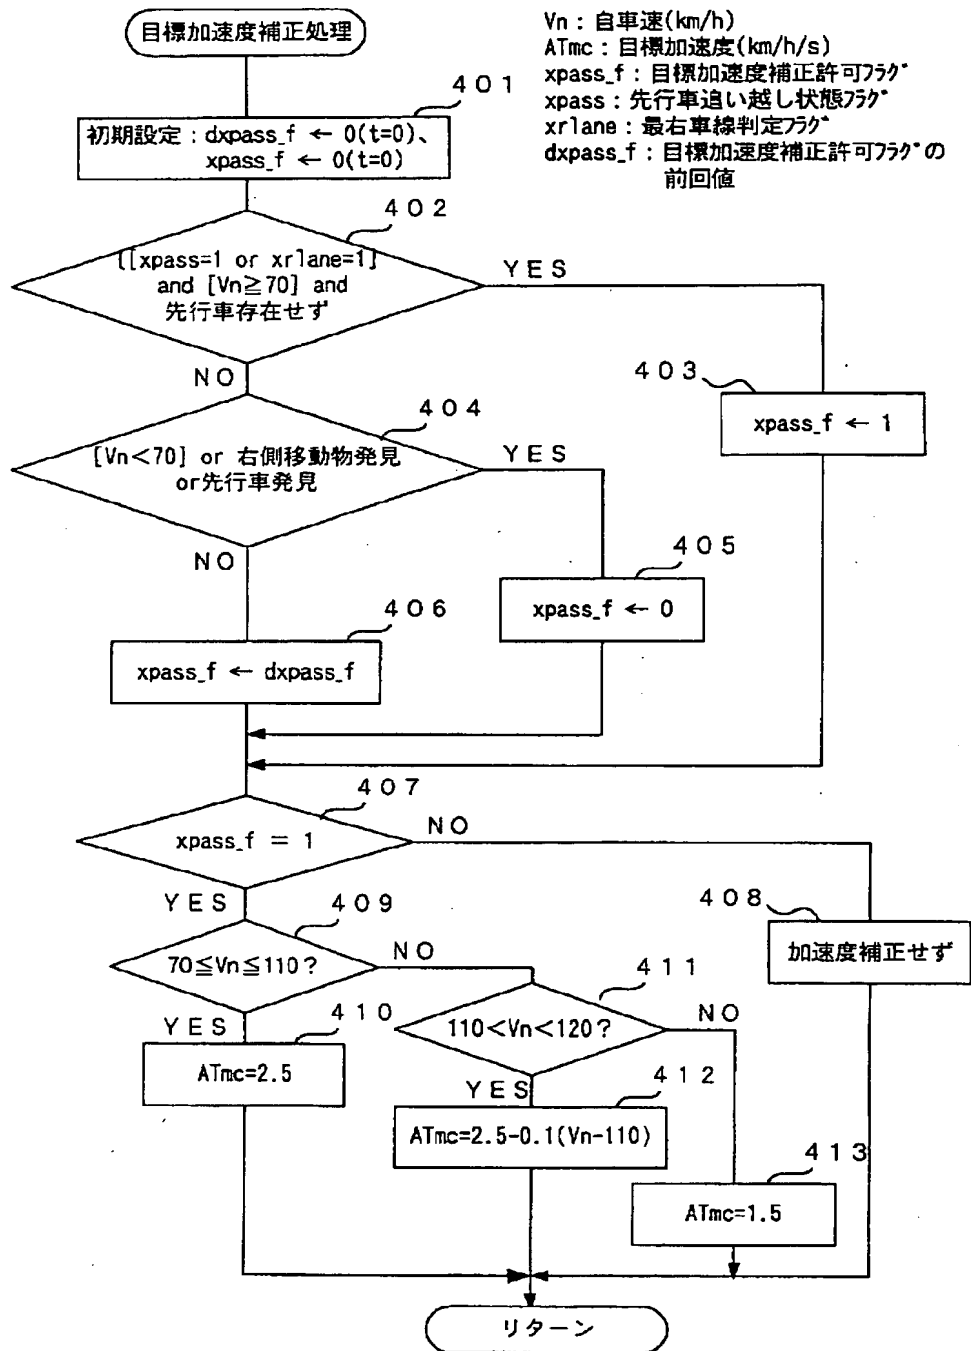 目標加速度補正処理
Vn：自車速(km/h)
ATmc：目標加速度(km/h/s)
xpass_f：目標加速度補正許可ﾌﾗｸﾞ
xpass：先行車追い越し状態ﾌﾗｸﾞ
xrlane：最右車線判定ﾌﾗｸﾞ
dxpass_f：目標加速度補正許可ﾌﾗｸﾞの
前回値
４０１
初期設定：dxpass_f ← 0(t=0)、
xpass_f ← 0(t=0)
４０２
[[xpass=1 or xrlane=1]
and [Vn≧70] and
先行車存在せず
ＹＥＳ
ＮＯ
４０３
xpass_f ← 1
４０４
[Vn＜70] or 右側移動物発見
or先行車発見
ＹＥＳ
ＮＯ
４０５
xpass_f ← 0
４０６
xpass_f ← dxpass_f
４０７
xpass_f ＝ 1
ＮＯ
ＹＥＳ
４０８
加速度補正せず
４０９
70≦Vn≦110？
ＮＯ
ＹＥＳ
４１０
ATmc=2.5
４１１
110＜Vn＜120？
ＮＯ
ＹＥＳ
４１２
ATmc=2.5-0.1(Vn-110)
４１３
ATmc=1.5
リターン